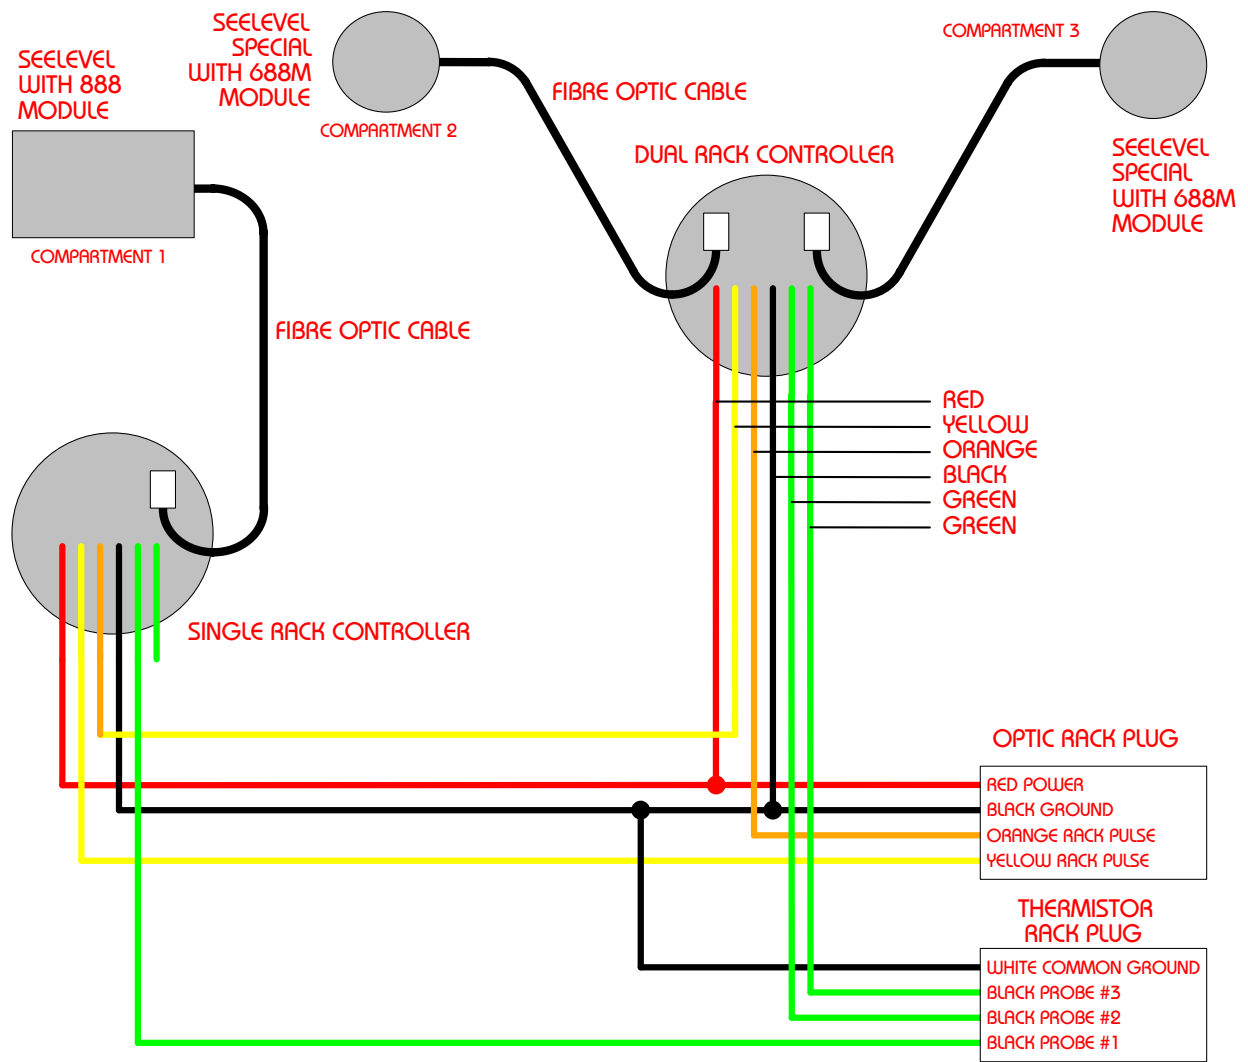 SEELEVEL
WITH 888
MODULE
COMPARTMENT 1
SEELEVEL
SPECIAL
WITH 688M
MODULE
COMPARTMENT 2
FIBRE OPTIC CABLE
COMPARTMENT 3
SEELEVEL
SPECIAL
WITH 688M
MODULE
DUAL RACK CONTROLLER
FIBRE OPTIC CABLE
RED
YELLOW
ORANGE
BLACK
GREEN
GREEN
SINGLE RACK CONTROLLER
OPTIC RACK PLUG
RED POWER
BLACK GROUND
ORANGE RACK PULSE
YELLOW RACK PULSE
THERMISTOR
RACK PLUG
WHITE COMMON GROUND
BLACK PROBE #3
BLACK PROBE #2
BLACK PROBE #1